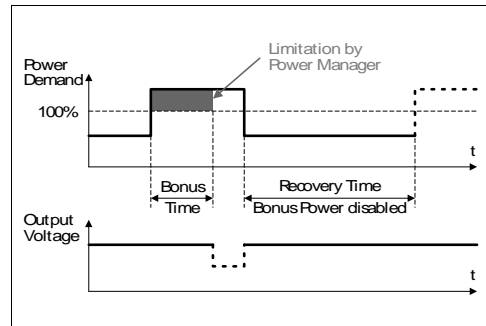 Limitation by
Power Manager
Power
Demand
100%
t
Bonus
Time
Recovery Time
Bonus Power disabled
Output
Voltage
t